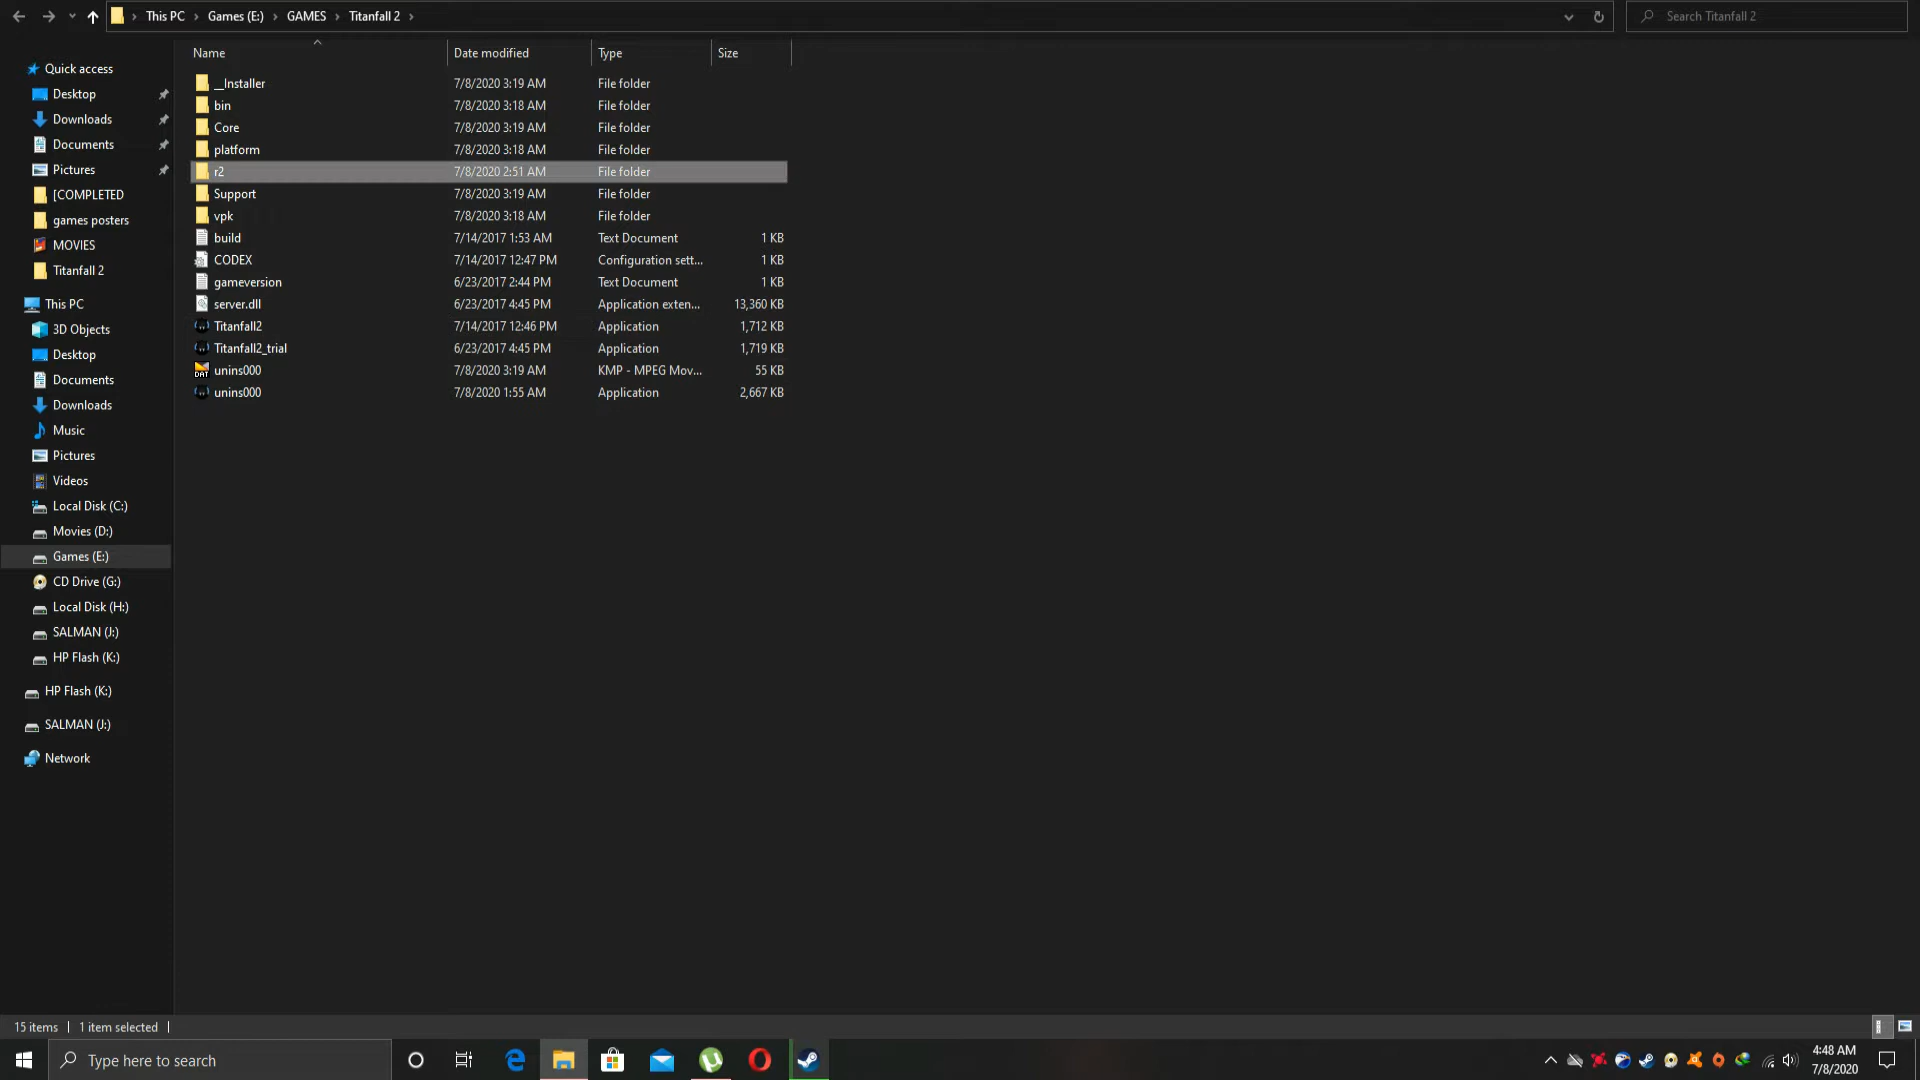 This PC > Games (E:) > GAMES > Titanfall 2 >
Search Titanfall 2
Name Date modified Type Size
Quick access
Desktop
Downloads
Documents
Pictures
[COMPLETED
games posters
MOVIES
Titanfall 2
This PC
3D Objects
Desktop
Documents
Downloads
Music
Pictures
Videos
Local Disk (C:)
Movies (D:)
Games (E:)
CD Drive (G:)
Local Disk (H:)
SALMAN (J:)
HP Flash (K:)
HP Flash (K:)
SALMAN (J:)
Network
__Installer 7/8/2020 3:19 AM File folder
bin 7/8/2020 3:18 AM File folder
Core 7/8/2020 3:19 AM File folder
platform 7/8/2020 3:18 AM File folder
r2 7/8/2020 2:51 AM File folder
Support 7/8/2020 3:19 AM File folder
vpk 7/8/2020 3:18 AM File folder
build 7/14/2017 1:53 AM Text Document 1 KB
CODEX 7/14/2017 12:47 PM Configuration sett... 1 KB
gameversion 6/23/2017 2:44 PM Text Document 1 KB
server.dll 6/23/2017 4:45 PM Application exten... 13,360 KB
Titanfall2 7/14/2017 12:46 PM Application 1,712 KB
Titanfall2_trial 6/23/2017 4:45 PM Application 1,719 KB
DAT unins000 7/8/2020 3:19 AM KMP - MPEG Mov... 55 KB
unins000 7/8/2020 1:55 AM Application 2,667 KB
15 items 1 item selected
Type here to search
4:48 AM
7/8/2020